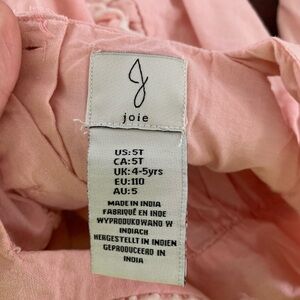 joie
US: 5T
CA: 5T
UK: 4-5yrs
EU: 110
AU: 5
MADE IN INDIA
FABRIQUÉ EN INDE
WYPRODUKOWANO W
INDIACH
HERGESTELLT IN INDIEN
GEPRODUCEERD IN
INDIA